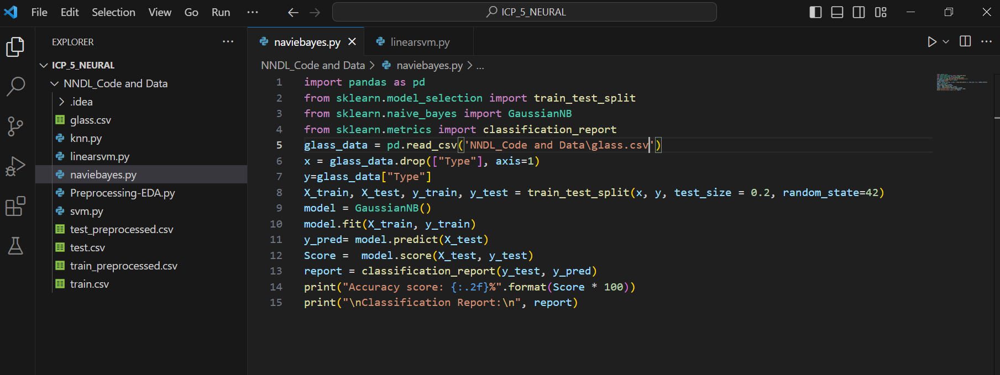 File Edit Selection View Go Run ... ICP_5_NEURAL
EXPLORER ...
ICP_5_NEURAL
NNDL_Code and Data
.idea
glass.csv
knn.py
linearsvm.py
naviebayes.py
Preprocessing-EDA.py
svm.py
test_preprocessed.csv
test.csv
train_preprocessed.csv
train.csv
naviebayes.py linearsvm.py
NNDL_Code and Data > naviebayes.py > ...
1 import pandas as pd
2 from sklearn.model_selection import train_test_split
3 from sklearn.naive_bayes import GaussianNB
4 from sklearn.metrics import classification_report
5 glass_data = pd.read_csv('NNDL_Code and Data\glass.csv')
6 x = glass_data.drop(["Type"], axis=1)
7 y=glass_data["Type"]
8 X_train, X_test, y_train, y_test = train_test_split(x, y, test_size = 0.2, random_state=42)
9 model = GaussianNB()
10 model.fit(X_train, y_train)
11 y_pred= model.predict(X_test)
12 Score =  model.score(X_test, y_test)
13 report = classification_report(y_test, y_pred)
14 print("Accuracy score: {:.2f}%".format(Score * 100))
15 print("\nClassification Report:\n", report)